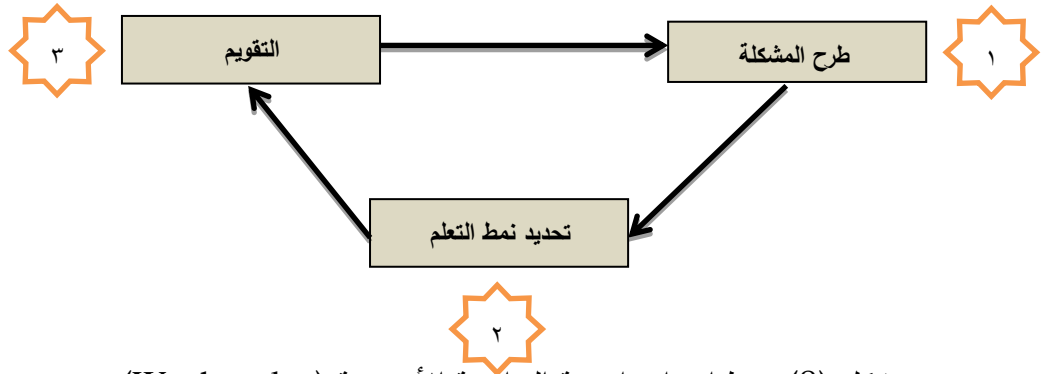 ١
طرح المشكلة
٢
تحديد نمط التعلم
٣
التقويم